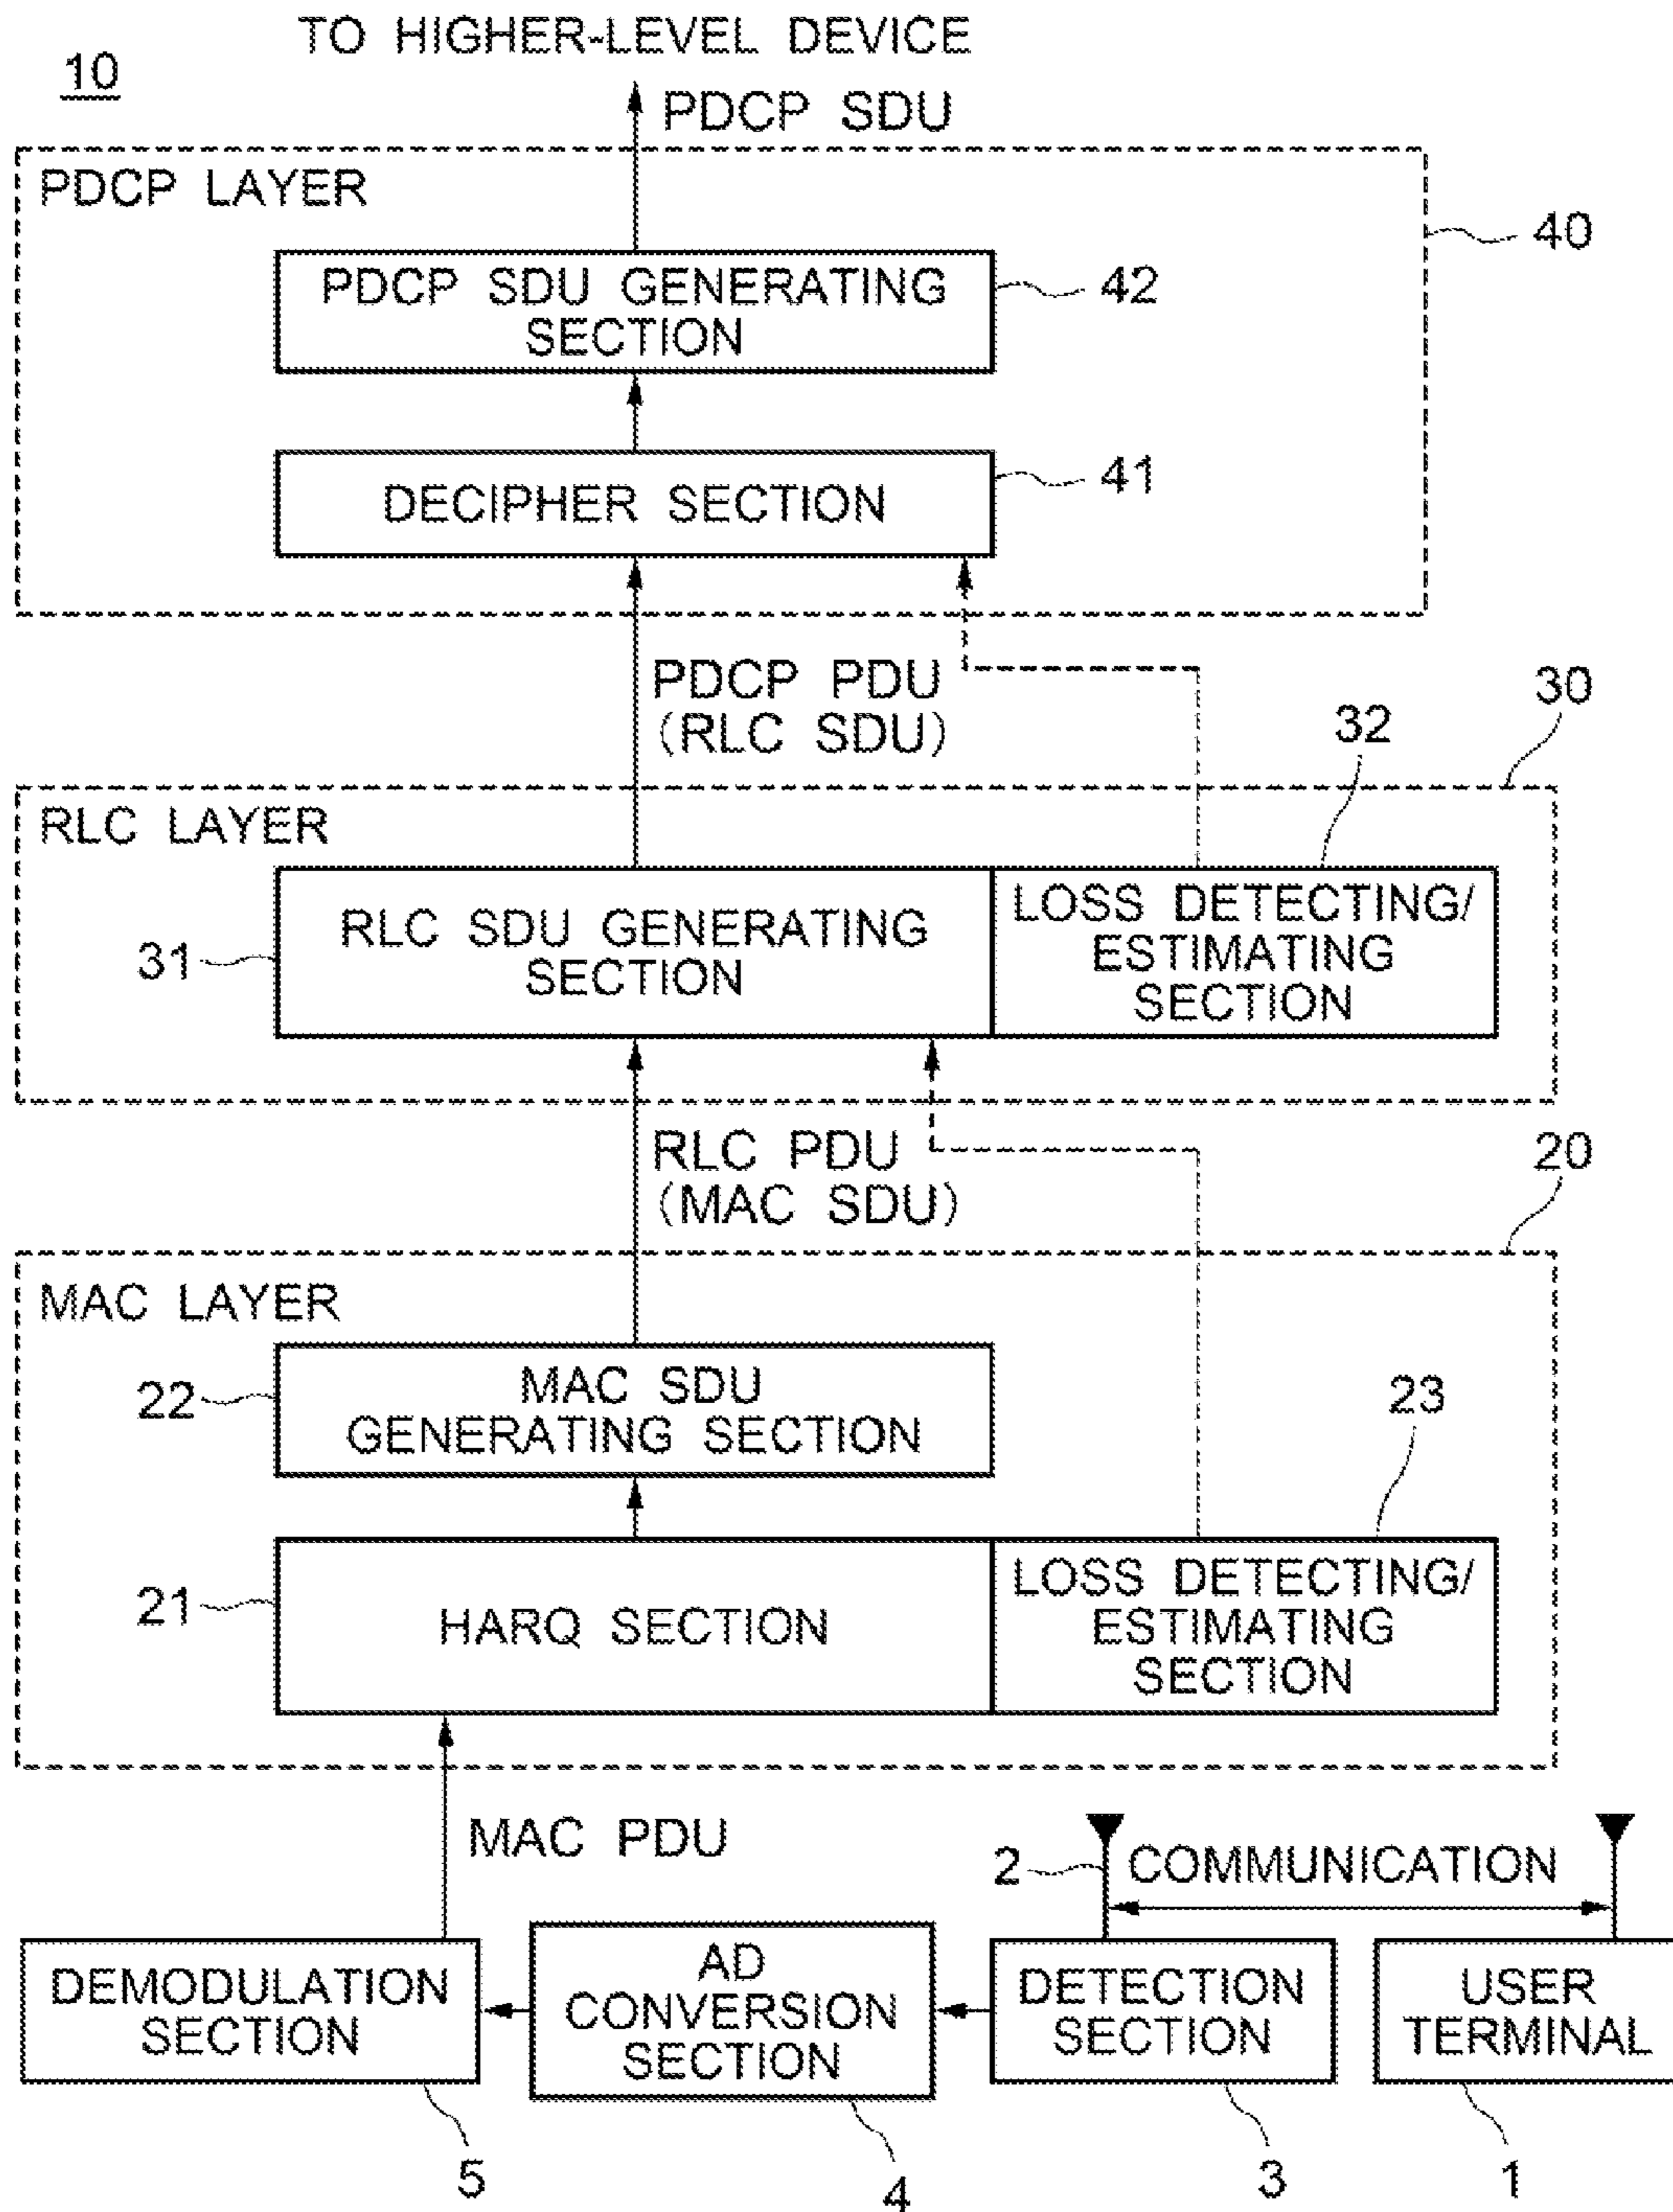 TO HIGHER-LEVEL DEVICE
10
PDCP SDU
PDCP LAYER
40
PDCP SDU GENERATING
SECTION
42
DECIPHER SECTION
41
PDCP PDU
(RLC SDU)
30
32
RLC LAYER
RLC SDU GENERATING
SECTION
31
LOSS DETECTING/
ESTIMATING
SECTION
RLC PDU
(MAC SDU)
20
MAC LAYER
MAC SDU
GENERATING SECTION
22
23
HARQ SECTION
21
LOSS DETECTING/
ESTIMATING
SECTION
MAC PDU
2
COMMUNICATION
DEMODULATION
SECTION
AD
CONVERSION
SECTION
DETECTION
SECTION
USER
TERMINAL
5
4
3
1